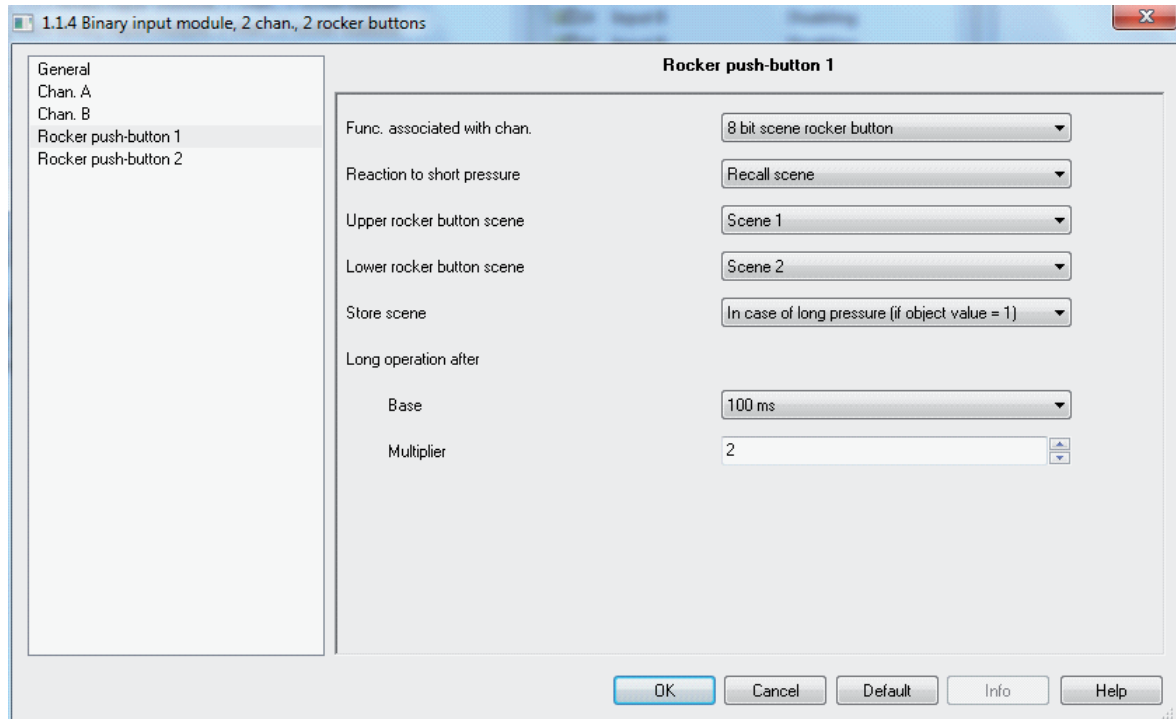 1.1.4 Binary input module, 2 chan., 2 rocker buttons
General
Chan. A
Chan. B
Rocker push-button 1
Rocker push-button 2
Rocker push-button 1
Func. associated with chan.
8 bit scene rocker button
Reaction to short pressure
Recall scene
Upper rocker button scene
Scene 1
Lower rocker button scene
Scene 2
Store scene
In case of long pressure (if object value = 1)
Long operation after
Base
100 ms
Multiplier
2
OK
Cancel
Default
Info
Help